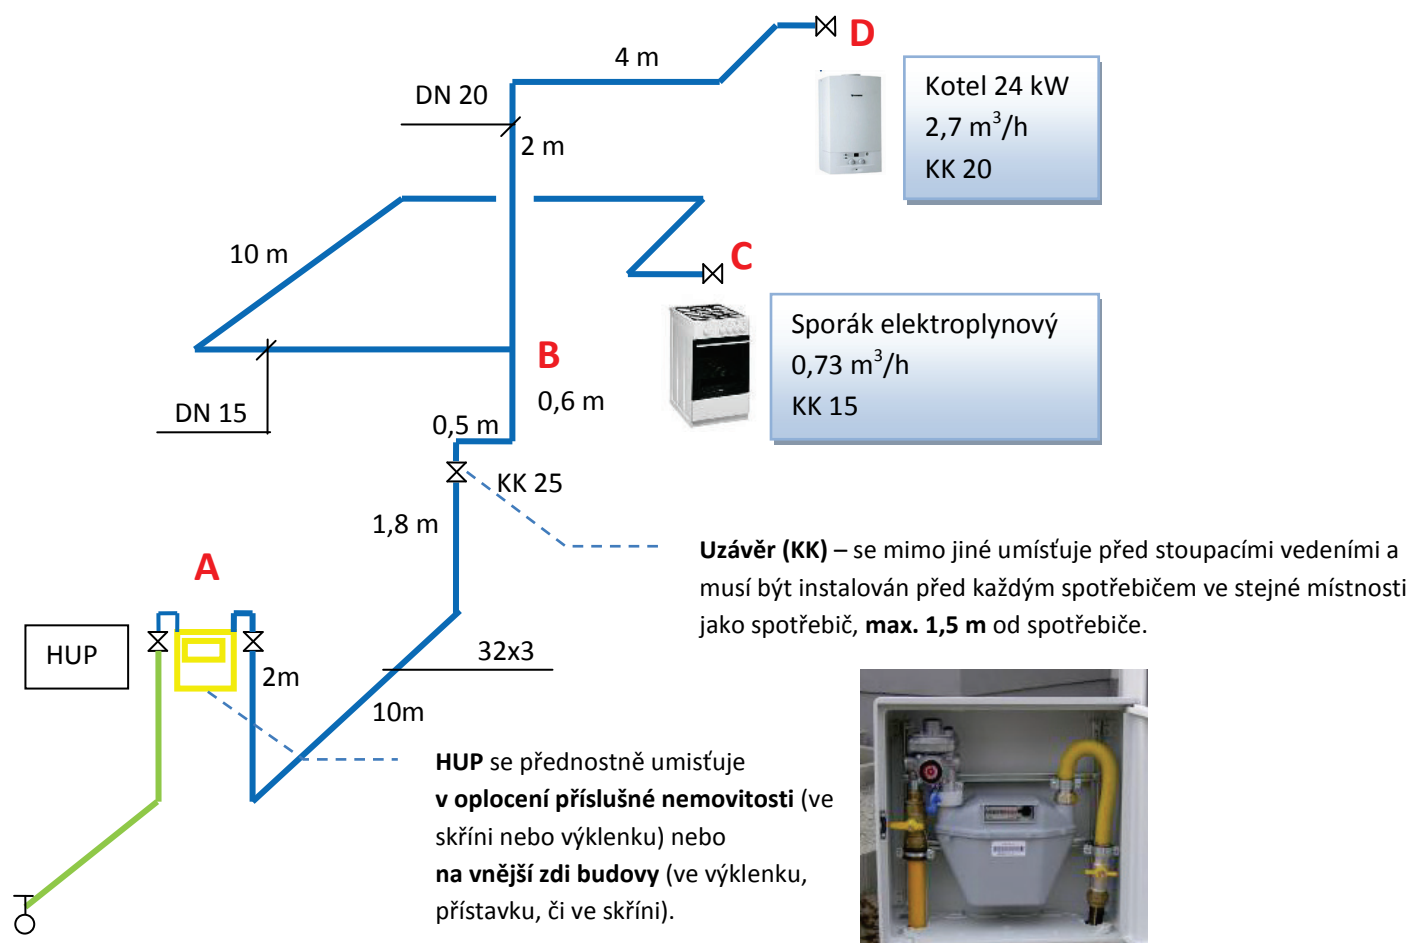 D
4 m
DN 20
2 m
Kotel 24 kW
2,7 m³/h
KK 20
10 m
C
Sporák elektroplynový
0,73 m³/h
KK 15
B
0,6 m
DN 15
0,5 m
KK 25
1,8 m
Uzávěr (KK) – se mimo jiné umísťuje před stoupacími vedeními a
musí být instalován před každým spotřebičem ve stejné místnosti
jako spotřebič, max. 1,5 m od spotřebiče.
A
HUP
2m
32x3
10m
HUP se přednostně umisťuje
v oplocení příslušné nemovitosti (ve
skříni nebo výklenku) nebo
na vnější zdi budovy (ve výklenku,
přístavku, či ve skříni).